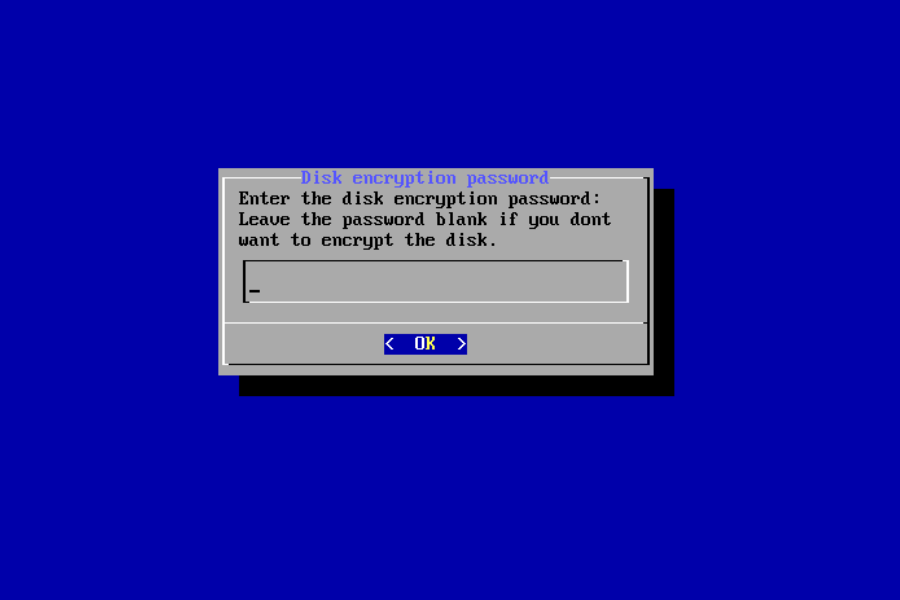 Disk encryption password
Enter the disk encryption password:
Leave the password blank if you dont
want to encrypt the disk.
< OK >